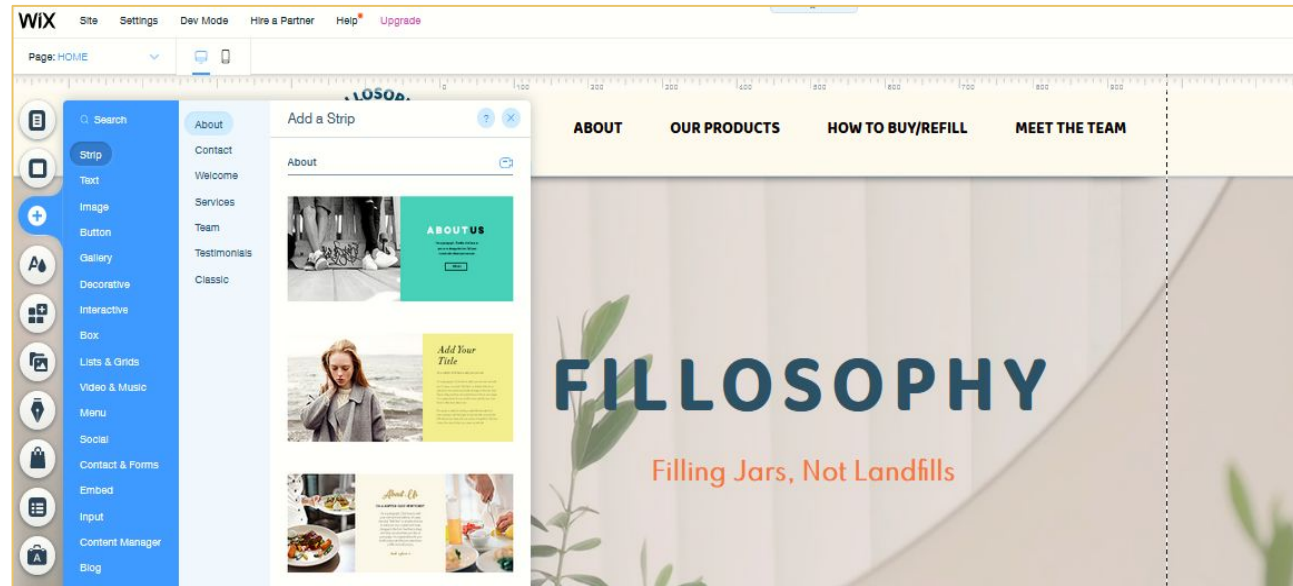 WiX Site Settings Dev Mode Hire a Partner Help Upgrade
Page: HOME
Search
Strip
Text
Image
Button
Gallery
Decorative
Interactive
Box
Lists & Grids
Video & Music
Menu
Social
Contact & Forms
Embed
Input
Content Manager
Blog
About
Contact
Welcome
Services
Team
Testimonials
Classic
Add a Strip ?
About
ABOUT US
Add Your
Title
About Us
ABOUT OUR PRODUCTS HOW TO BUY/REFILL MEET THE TEAM
FILLOSOPHY
Filling Jars, Not Landfills